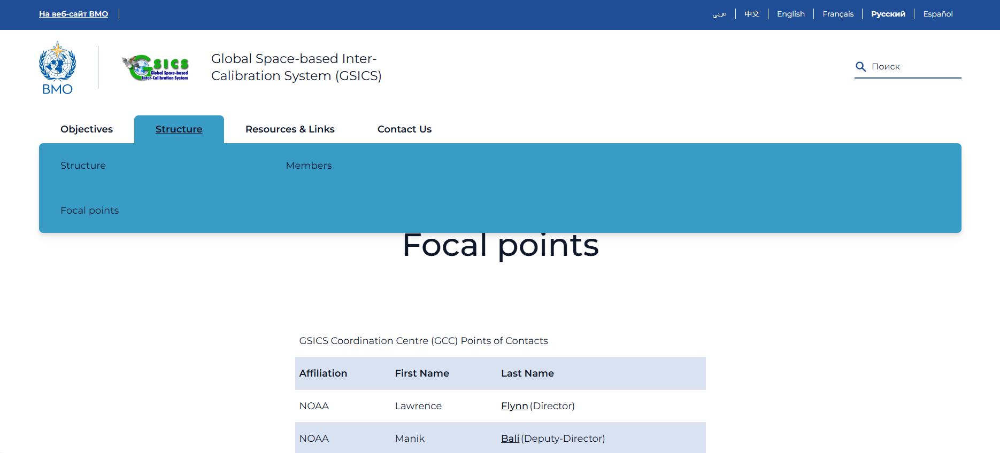 На веб-сайт ВМО
عربي
中文
English
Français
Русский
Español
ВМО
GSICS
Global Space-based
Inter-Calibration System
Global Space-based Inter-
Calibration System (GSICS)
Поиск
Objectives
Structure
Resources & Links
Contact Us
Structure
Members
Focal points
Focal points
GSICS Coordination Centre (GCC) Points of Contacts
Affiliation First Name Last Name
NOAA Lawrence Flynn (Director)
NOAA Manik Bali (Deputy-Director)